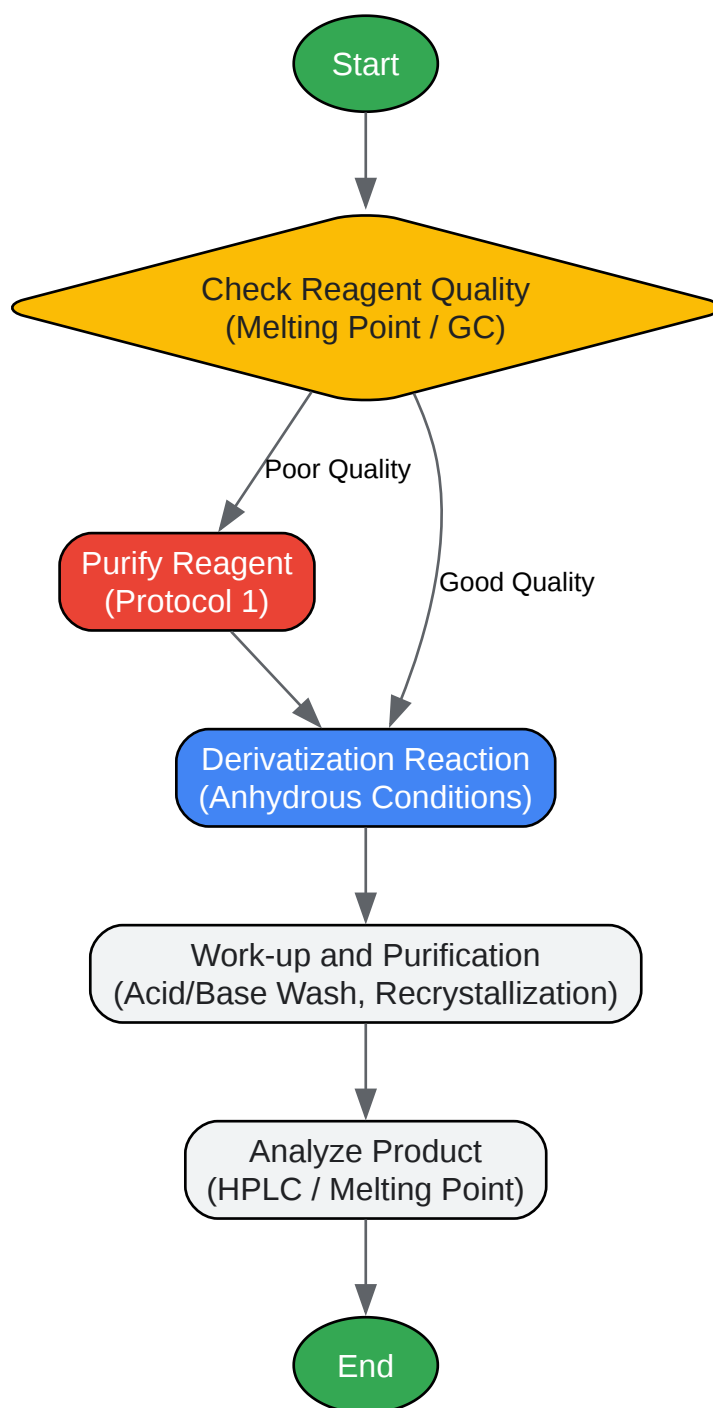 Start
Check Reagent Quality
(Melting Point / GC)
Poor Quality
Purify Reagent
(Protocol 1)
Good Quality
Derivatization Reaction
(Anhydrous Conditions)
Work-up and Purification
(Acid/Base Wash, Recrystallization)
Analyze Product
(HPLC / Melting Point)
End